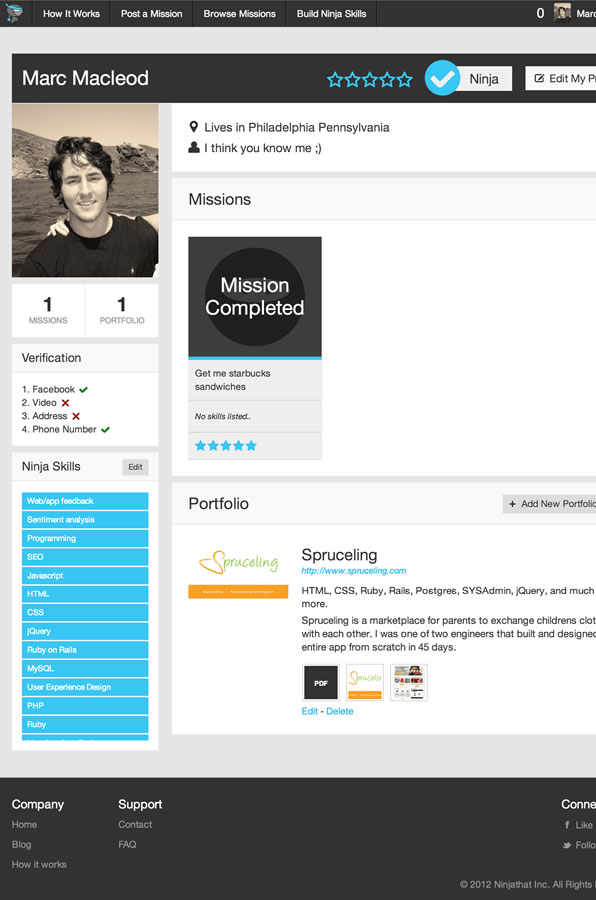 How It Works
Post a Mission
Browse Missions
Build Ninja Skills
0
Marc
Marc Macleod
Ninja
Edit My Pr
Lives in Philadelphia Pennsylvania
I think you know me ;)
1
MISSIONS
1
PORTFOLIO
Verification
1. Facebook
2. Video
3. Address
4. Phone Number
Ninja Skills
Edit
Web/app feedback
Sentiment analysis
Programming
SEO
Javascript
HTML
CSS
jQuery
Ruby on Rails
MySQL
User Experience Design
PHP
Ruby
Missions
Mission
Completed
Get me starbucks
sandwiches
No skills listed..
Portfolio
+ Add New Portfolio
Spruceling
Spruceling
http://www.spruceling.com
HTML, CSS, Ruby, Rails, Postgres, SYSAdmin, jQuery, and much
more.
Spruceling is a marketplace for parents to exchange childrens clot
with each other. I was one of two engineers that built and designed
entire app from scratch in 45 days.
PDF
Edit - Delete
Company
Home
Blog
How it works
Support
Contact
FAQ
Conne
Like
Follo
© 2012 Ninjathat Inc. All Rights